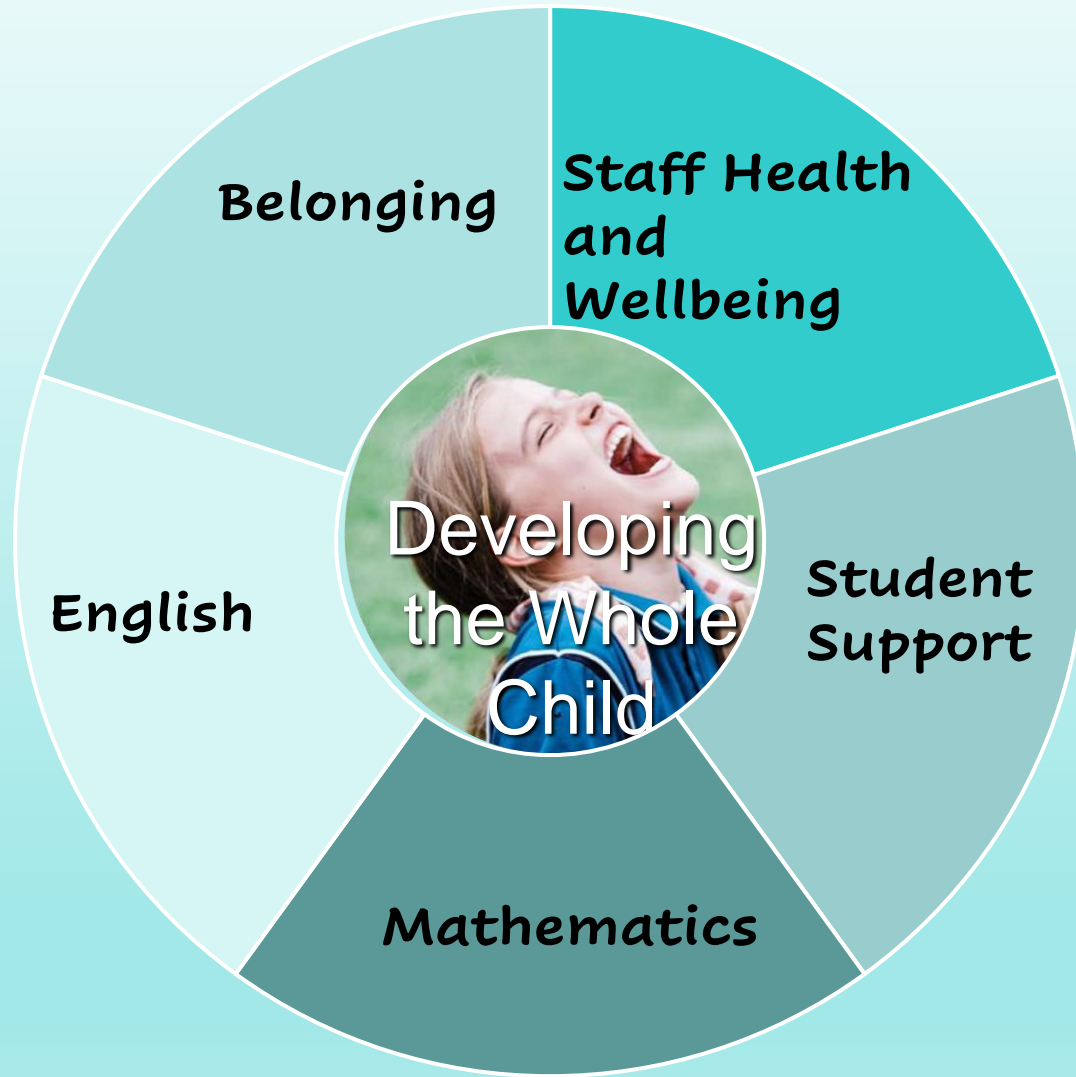 Belonging
Staff Health
and
Wellbeing
English
Developing
the Whole
Child
Student
Support
Mathematics